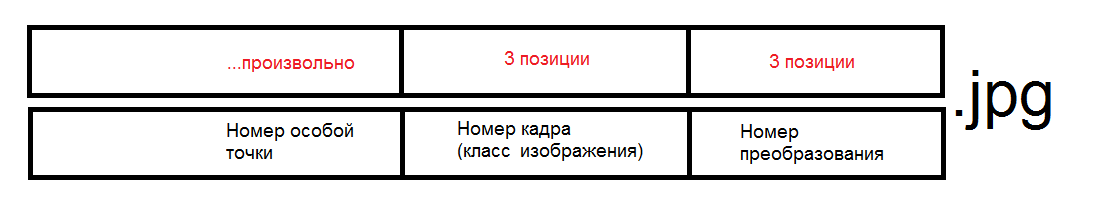 ...произвольно
3 позиции
3 позиции
.jpg
Номер особой
точки
Номер кадра
(класс изображения)
Номер
преобразования